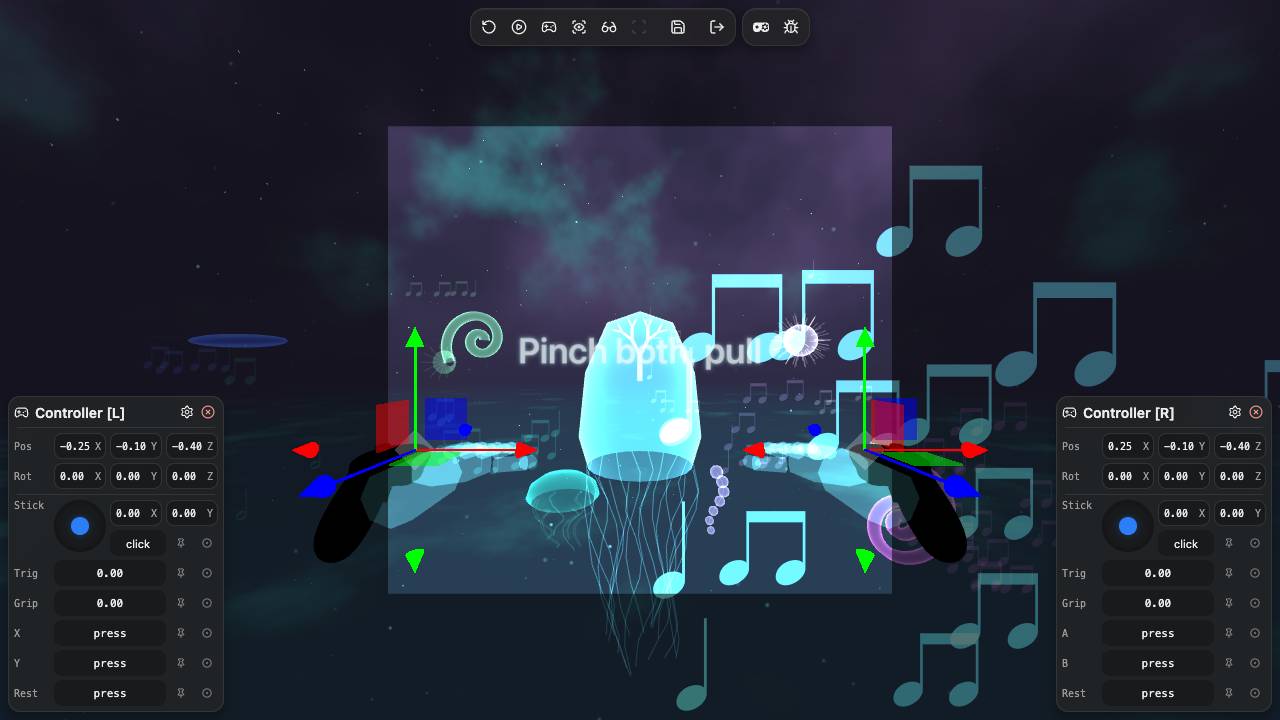 Pinch both pull
Controller [L]
Pos −0.25 X −0.10 Y −0.40 Z
Rot 0.00 X 0.00 Y 0.00 Z
Stick 0.00 X 0.00 Y
click
Trig 0.00
Grip 0.00
X press
Y press
Rest press
Controller [R]
Pos 0.25 X −0.10 Y −0.40 Z
Rot 0.00 X 0.00 Y 0.00 Z
Stick 0.00 X 0.00 Y
click
Trig 0.00
Grip 0.00
A press
B press
Rest press